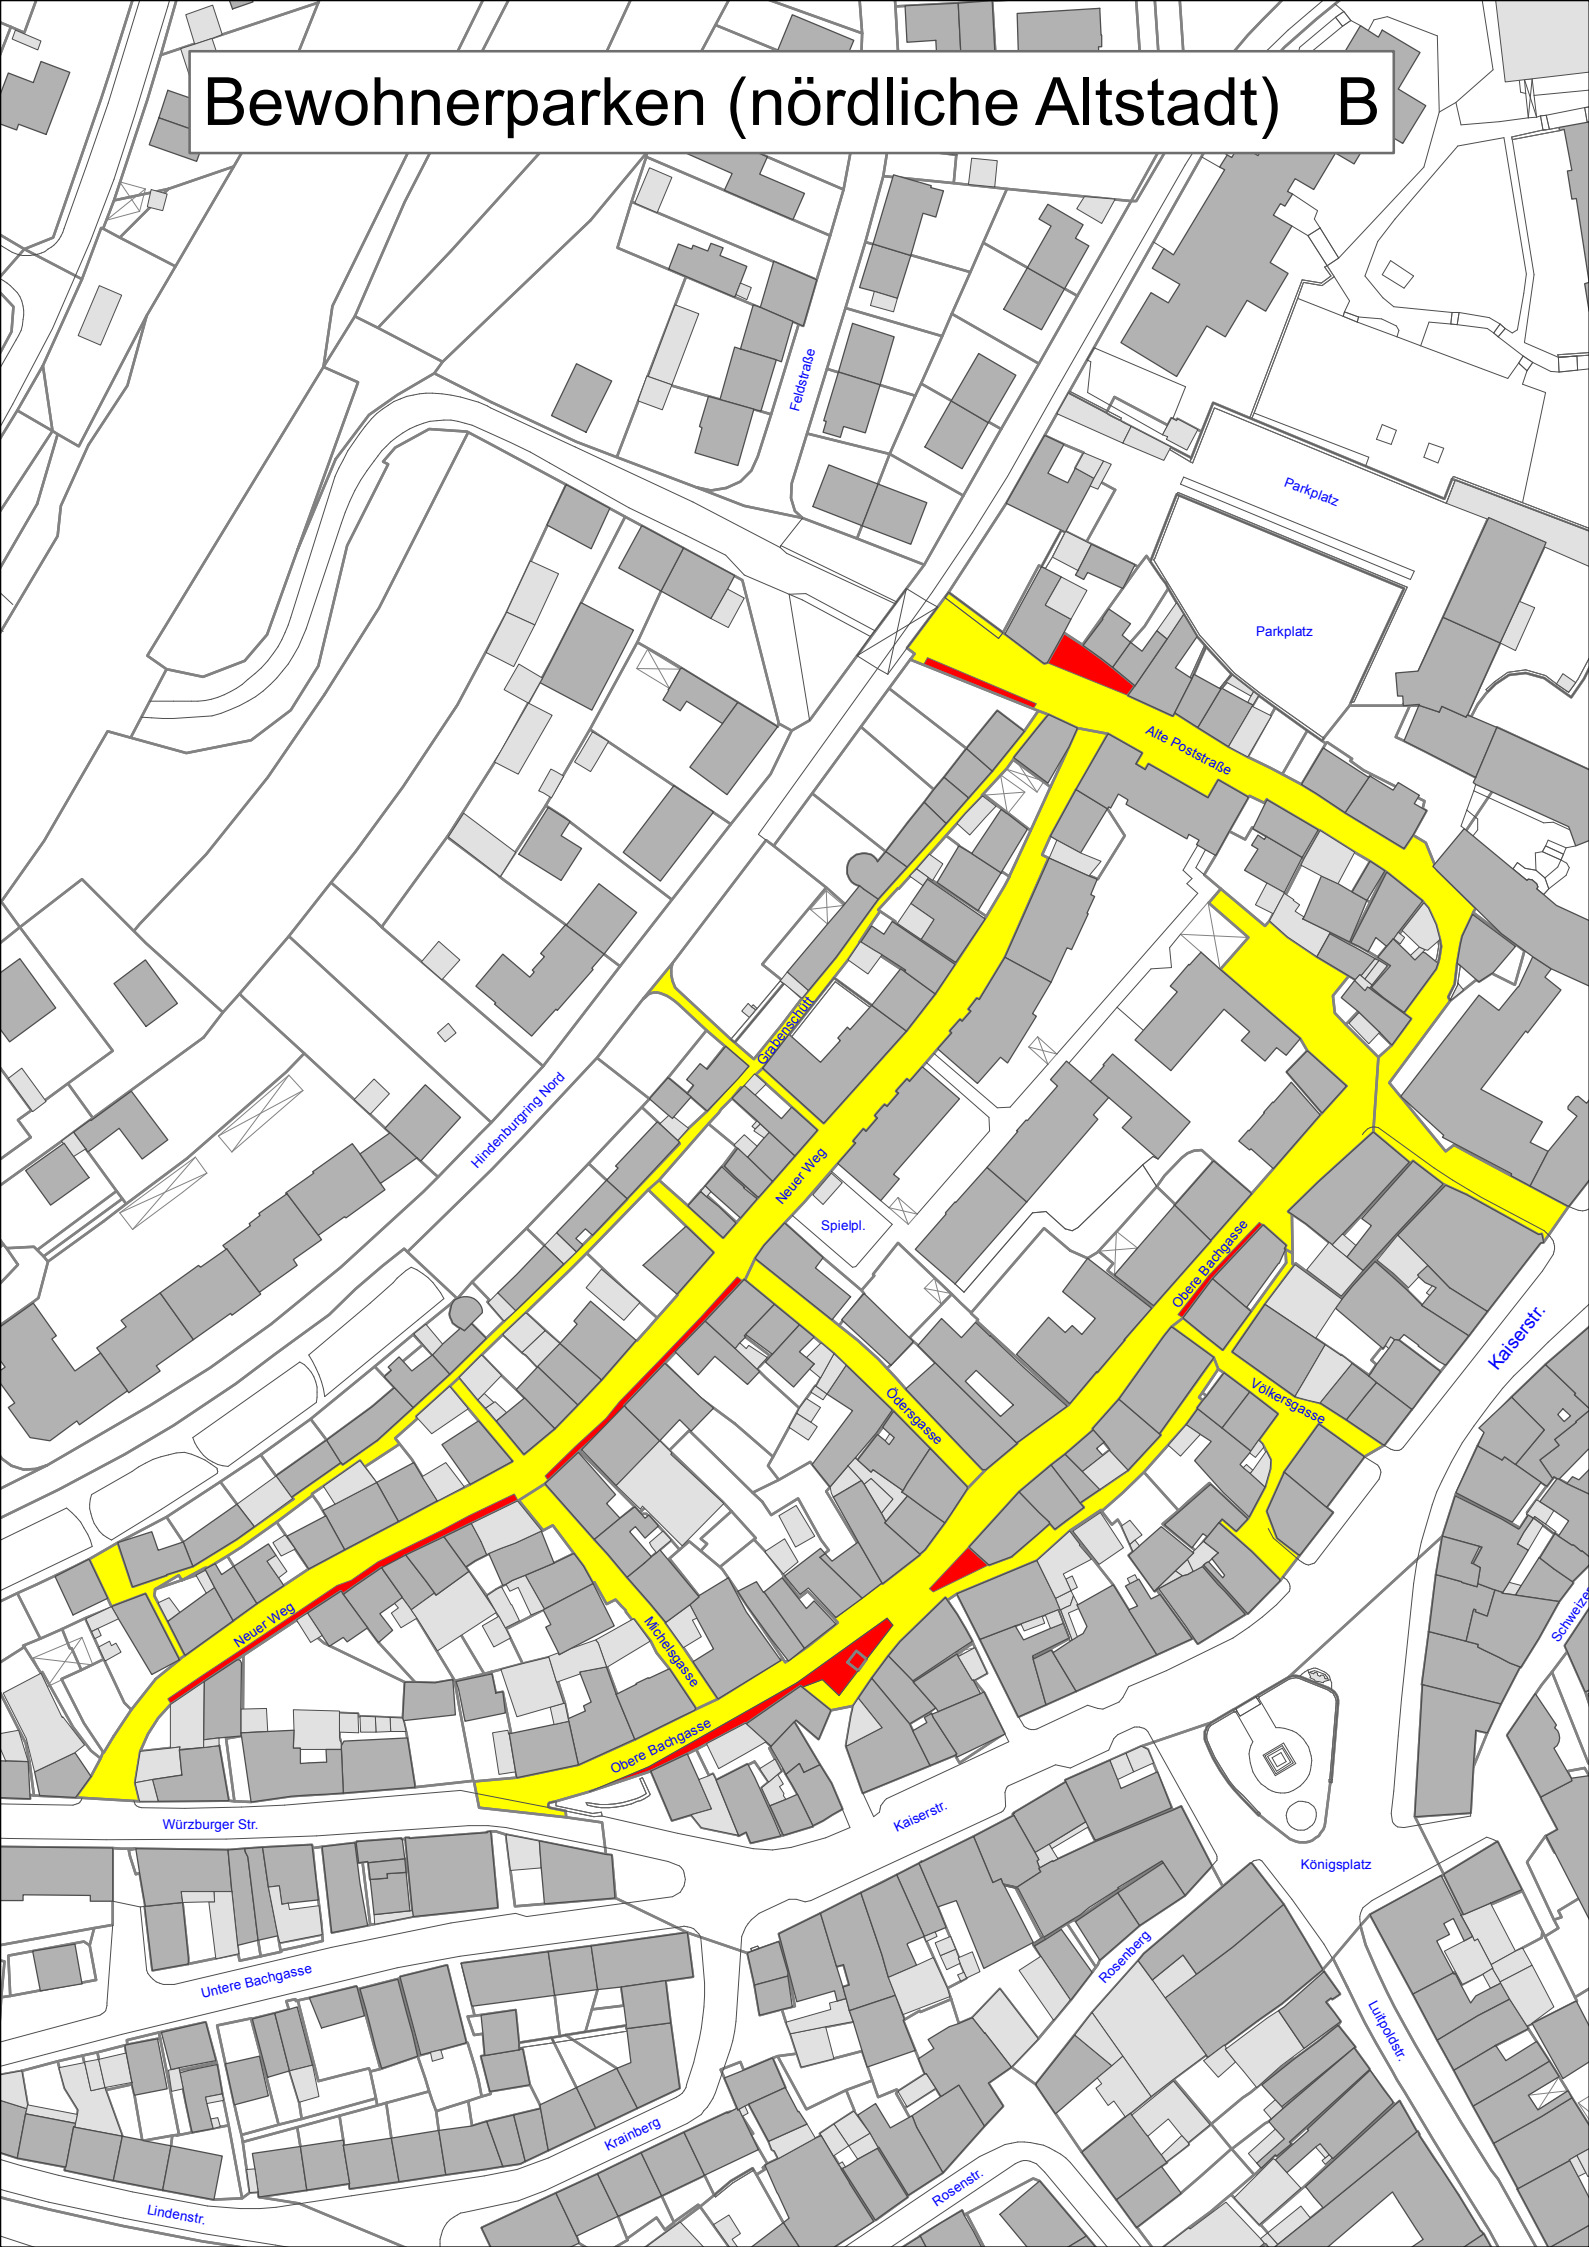 Bewohnerparken (nördliche Altstadt) B
Feldstraße
Parkplatz
Parkplatz
Alte Poststraße
Grabenschütt
Hindenburgring Nord
Neuer Weg
Spielpl.
Obere Bachgasse
Kaiserstr.
Ödersgasse
Völkersgasse
Neuer Weg
Michelsgasse
Schweizer
Obere Bachgasse
Würzburger Str.
Kaiserstr.
Königsplatz
Untere Bachgasse
Rosenberg
Luitpoldstr.
Krainberg
Rosenstr.
Lindenstr.